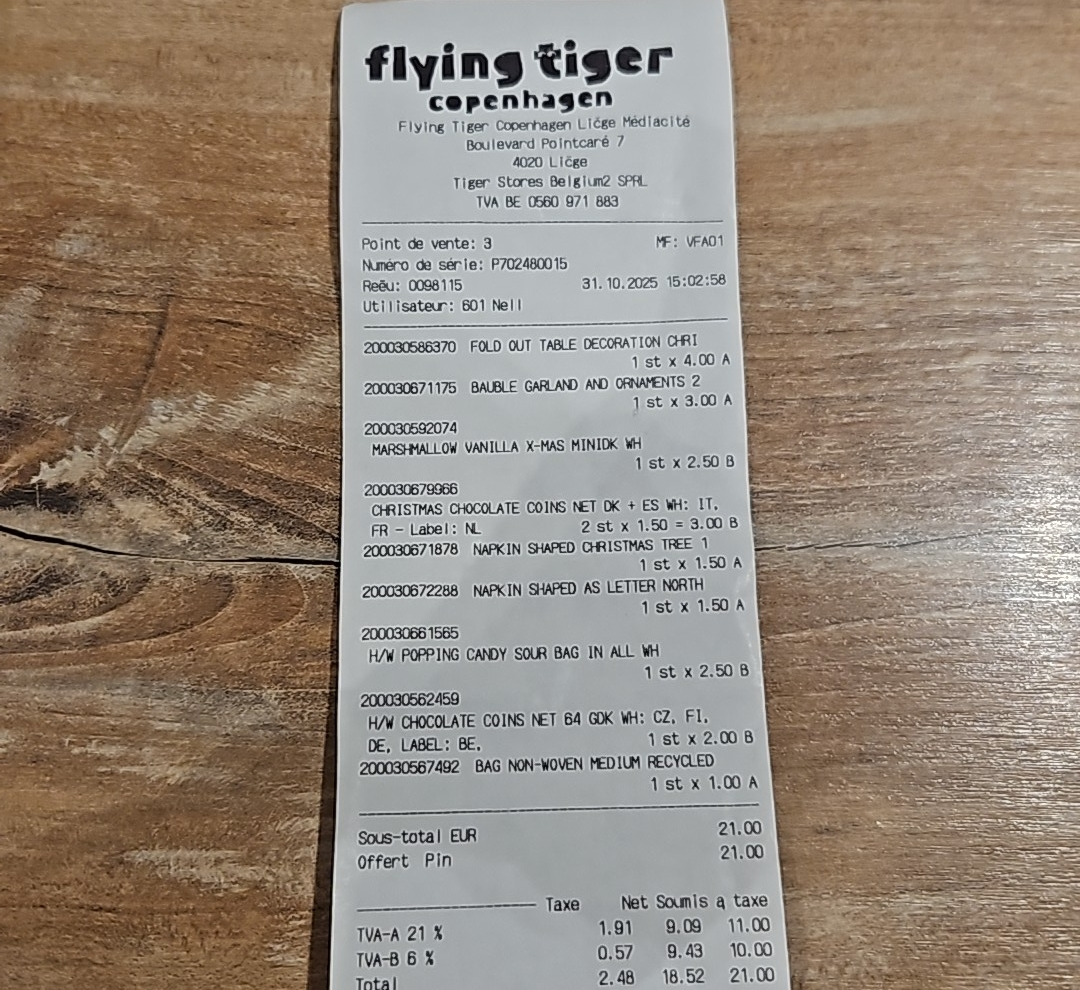 flying tiger
copenhagen
Flying Tiger Copenhagen Ličge Médiacité
Boulevard Pointcaré 7
4020 Ličge
Tiger Stores Belgium2 SPRL
TVA BE 0560 971 883
Point de vente: 3 MF: VFA01
Numéro de série: P702480015
Reēu: 0098115 31.10.2025 15:02:58
Utilisateur: 601 Nell
200030586370 FOLD OUT TABLE DECORATION CHRI
1 st x 4.00 A
200030671175 BAUBLE GARLAND AND ORNAMENTS 2
1 st x 3.00 A
200030592074
MARSHMALLOW VANILLA X-MAS MINIDK WH
1 st x 2.50 B
200030679966
CHRISTMAS CHOCOLATE COINS NET DK + ES WH: IT,
FR - Label: NL 2 st x 1.50 = 3.00 B
200030671878 NAPKIN SHAPED CHRISTMAS TREE 1
1 st x 1.50 A
200030672288 NAPKIN SHAPED AS LETTER NORTH
1 st x 1.50 A
200030661565
H/W POPPING CANDY SOUR BAG IN ALL WH
1 st x 2.50 B
200030562459
H/W CHOCOLATE COINS NET 64 GDK WH: CZ, FI,
DE, LABEL: BE, 1 st x 2.00 B
200030567492 BAG NON-WOVEN MEDIUM RECYCLED
1 st x 1.00 A
Sous-total EUR 21.00
Offert Pin 21.00
Taxe Net Soumis ą taxe
TVA-A 21 % 1.91 9.09 11.00
TVA-B 6 % 0.57 9.43 10.00
Total 2.48 18.52 21.00